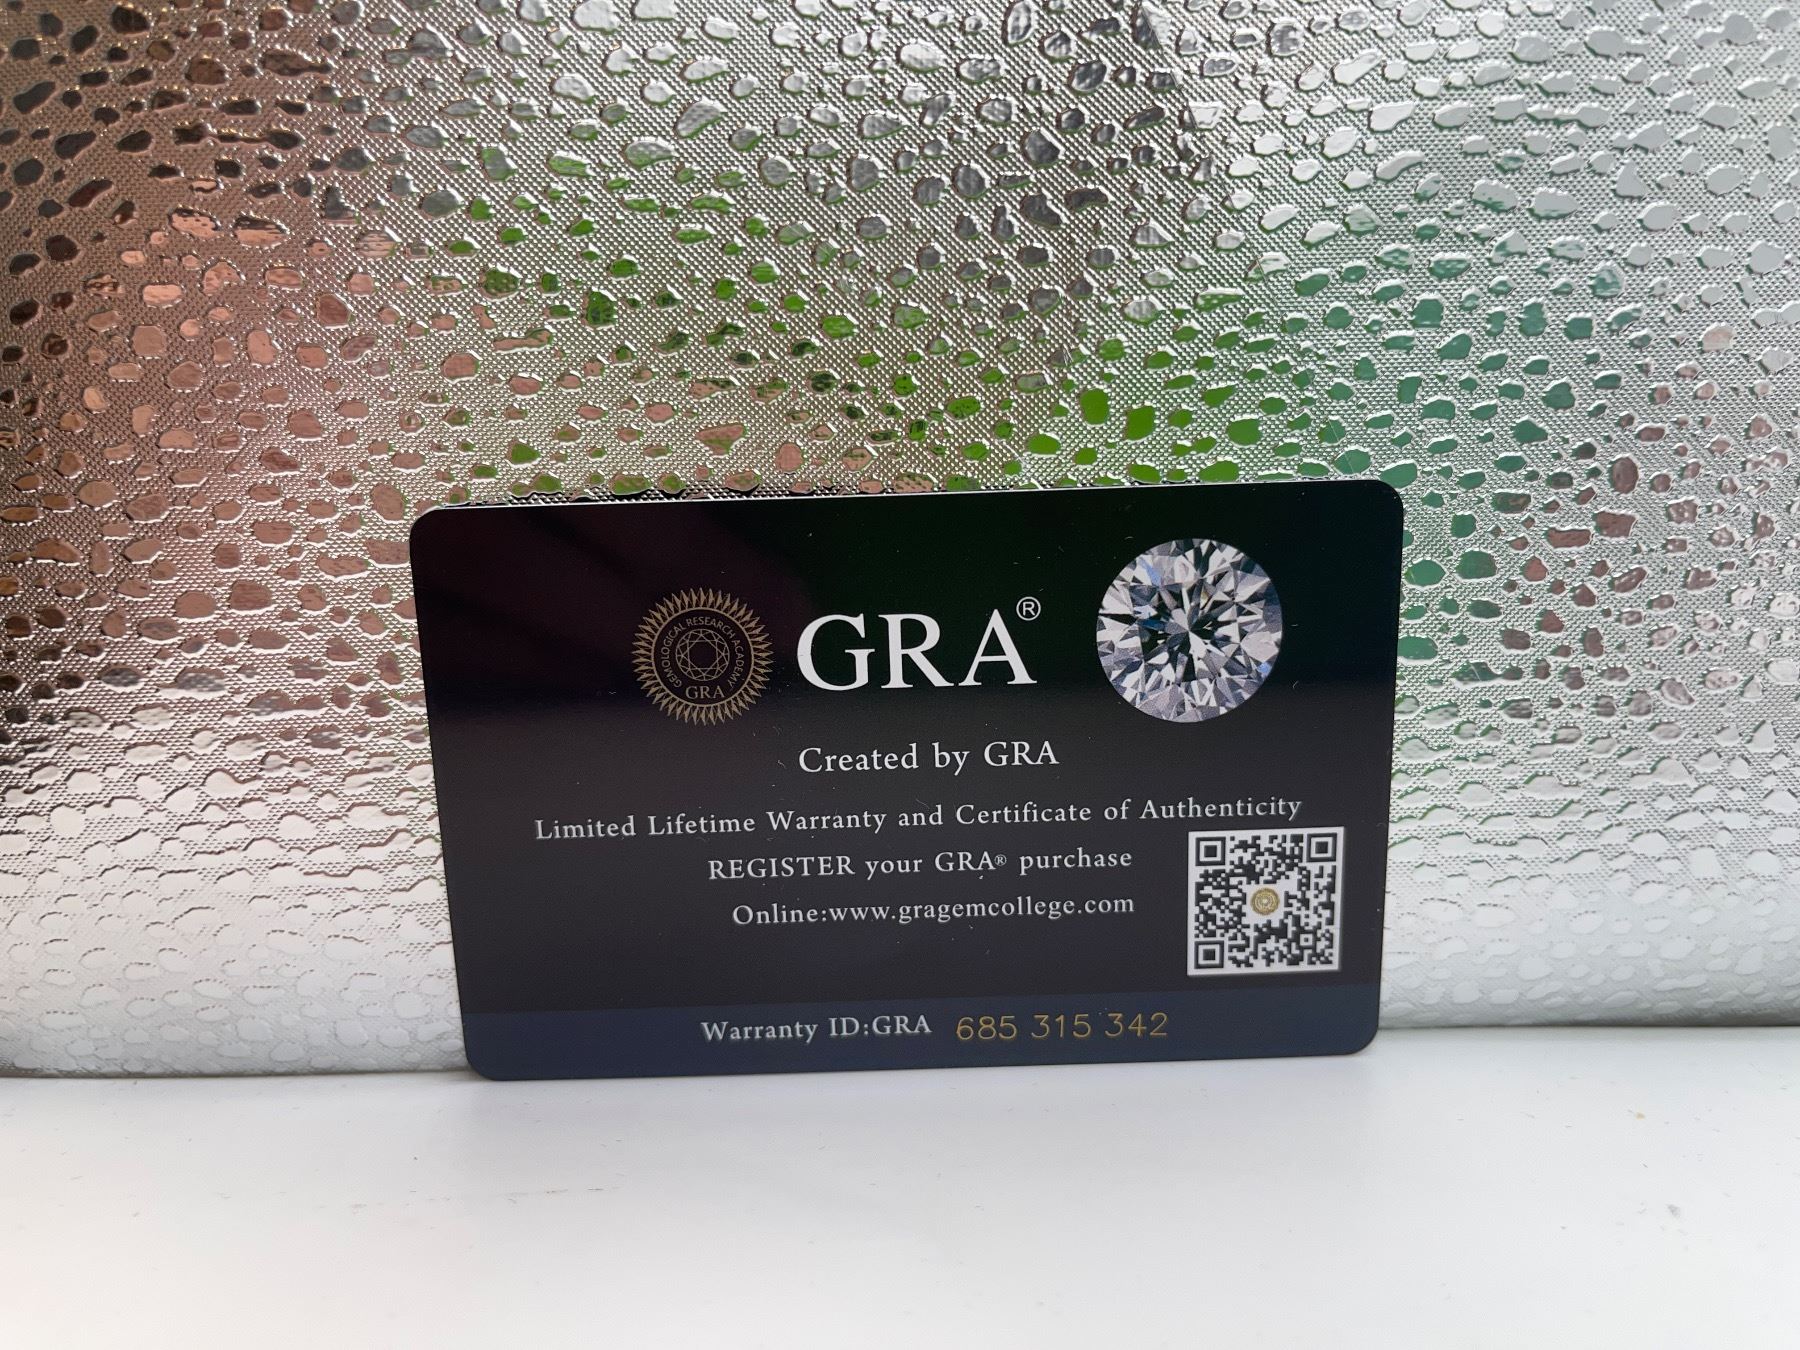 GEMOLOGICAL RESEARCH ACADEMY
GRA
GRA®
Created by GRA
Limited Lifetime Warranty and Certificate of Authenticity
REGISTER your GRA® purchase
Online:www.gragemcollege.com
Warranty ID:GRA 685 315 342